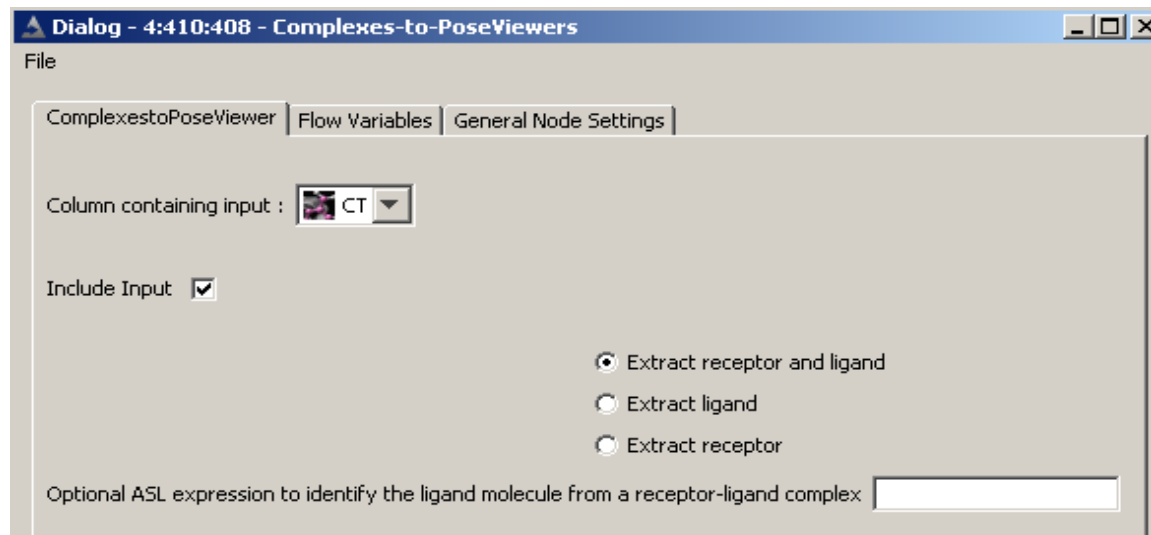 Dialog - 4:410:408 - Complexes-to-PoseViewers
File
ComplexestoPoseViewer Flow Variables General Node Settings
Column containing input : CT
Include Input
Extract receptor and ligand
Extract ligand
Extract receptor
Optional ASL expression to identify the ligand molecule from a receptor-ligand complex